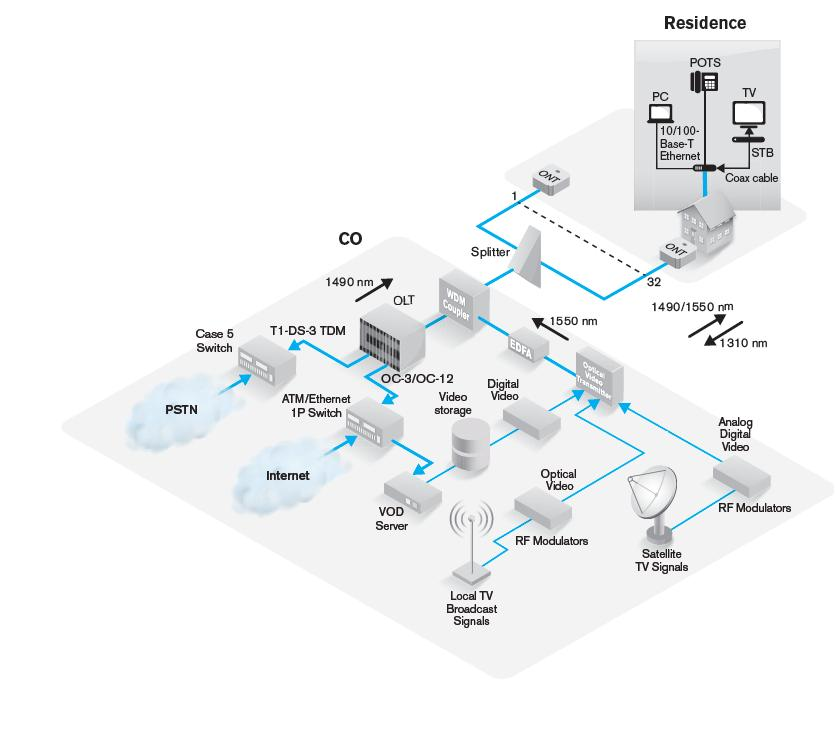 Residence
POTS
PC
TV
10/100-
Base-T
Ethernet
STB
Coax cable
ONT
1
CO
Splitter
ONT
32
1490 nm
OLT
WDM
Coupler
1490/1550 nm
1550 nm
1310 nm
Case 5
Switch
T1-DS-3 TDM
EDFA
Optical
Video
Transmitter
OC-3/OC-12
ATM/Ethernet
1P Switch
Video
storage
Digital
Video
PSTN
Analog
Digital
Video
Internet
Optical
Video
VOD
Server
RF Modulators
RF Modulators
Satellite
TV Signals
Local TV
Broadcast
Signals